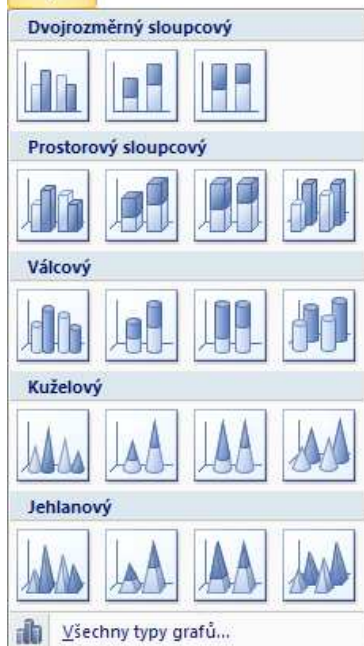 Dvojrozměrný sloupcový
Prostorový sloupcový
Válcový
Kuželový
Jehlanový
Všechny typy grafů...